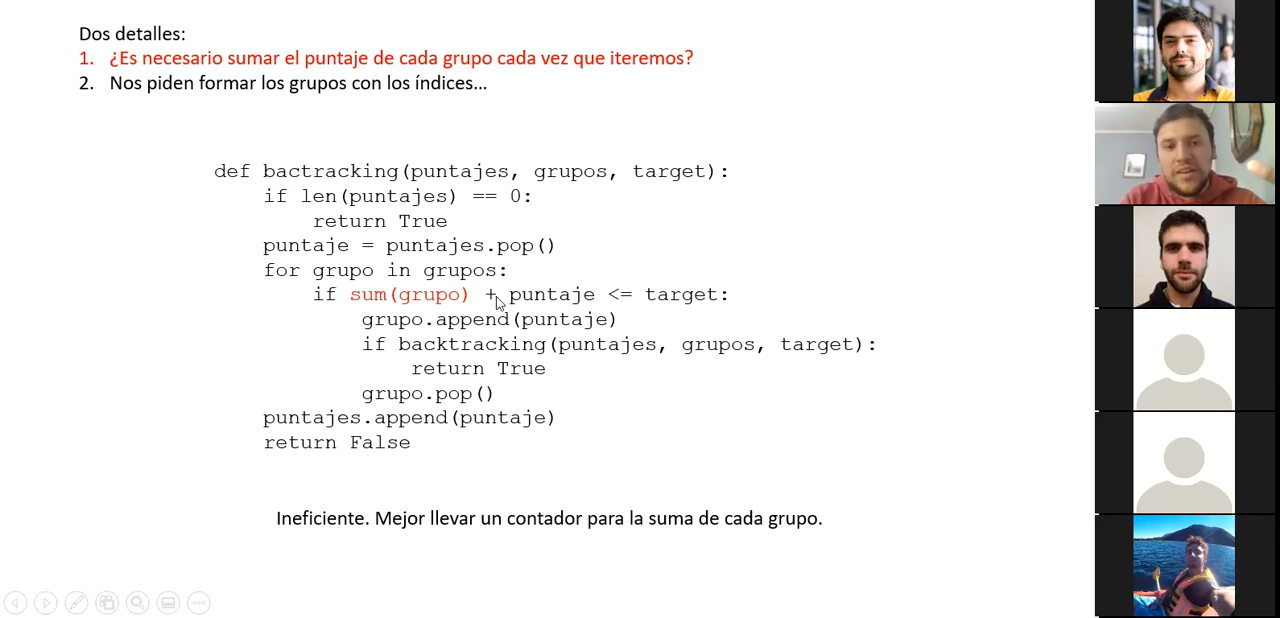 Dos detalles:
1. ¿Es necesario sumar el puntaje de cada grupo cada vez que iteremos?
2. Nos piden formar los grupos con los índices...
def bactracking(puntajes, grupos, target):
    if len(puntajes) == 0:
        return True
    puntaje = puntajes.pop()
    for grupo in grupos:
        if sum(grupo) + puntaje <= target:
            grupo.append(puntaje)
            if backtracking(puntajes, grupos, target):
                return True
            grupo.pop()
    puntajes.append(puntaje)
    return False
Ineficiente. Mejor llevar un contador para la suma de cada grupo.